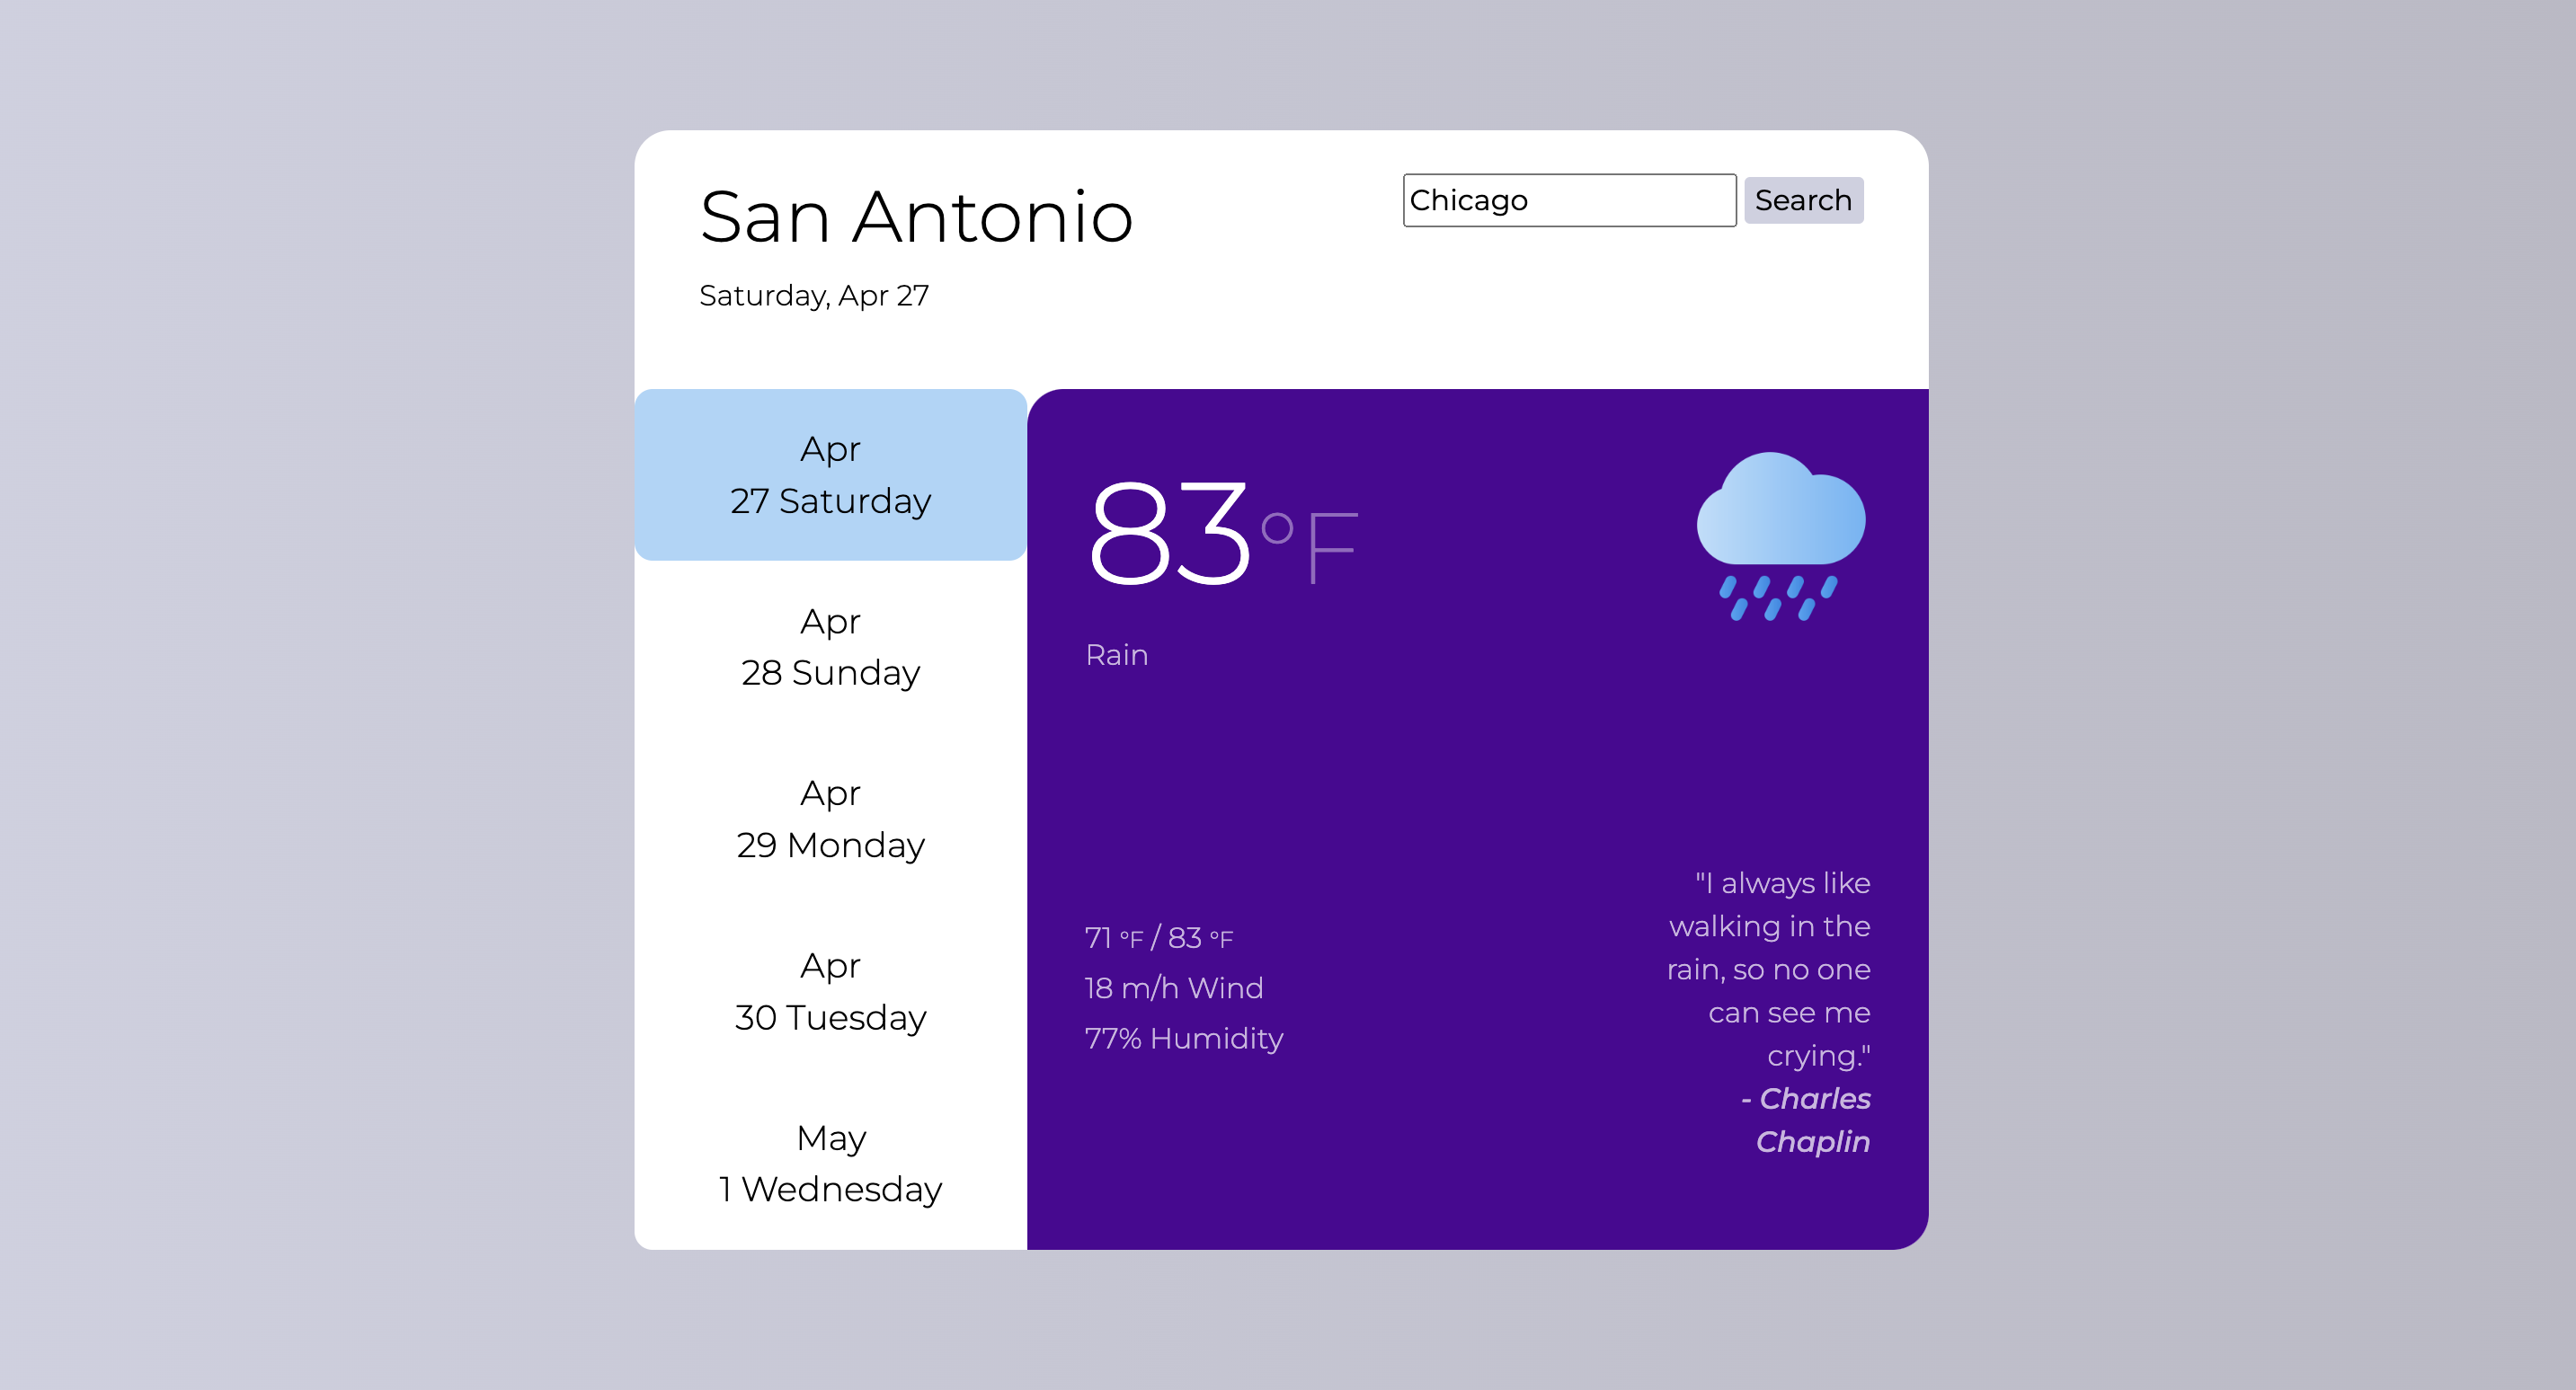 San Antonio
Chicago
Search
Saturday, Apr 27
Apr
27 Saturday
Apr
28 Sunday
Apr
29 Monday
Apr
30 Tuesday
May
1 Wednesday
83°F
Rain
71 °F / 83 °F
18 m/h Wind
77% Humidity
"I always like
walking in the
rain, so no one
can see me
crying."
- Charles
Chaplin